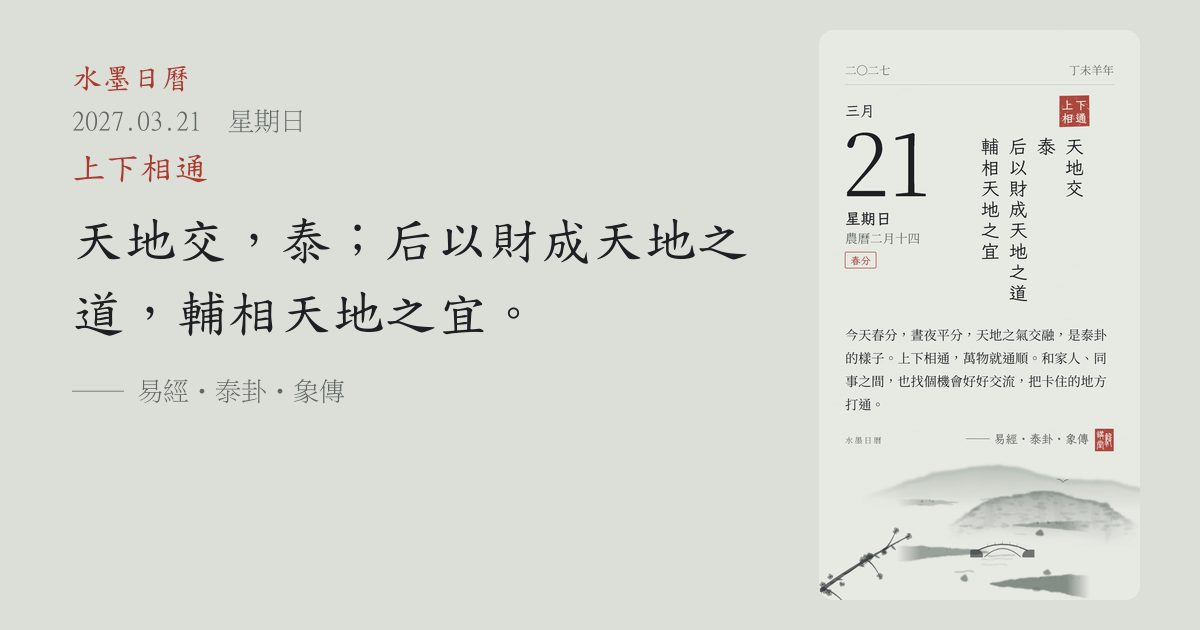 水墨日曆
2027.03.21 星期日
上下相通
天地交，泰；后以財成天地之
道，輔相天地之宜。
—— 易經・泰卦・象傳
二〇二七
丁未羊年
三月
21
星期日
農曆二月十四
春分
上下
相通
天地交
泰
后以財成天地之道
輔相天地之宜
今天春分，晝夜平分，天地之氣交融，是泰卦
的樣子。上下相通，萬物就通順。和家人、同
事之間，也找個機會好好交流，把卡住的地方
打通。
水墨日曆
—— 易經・泰卦・象傳